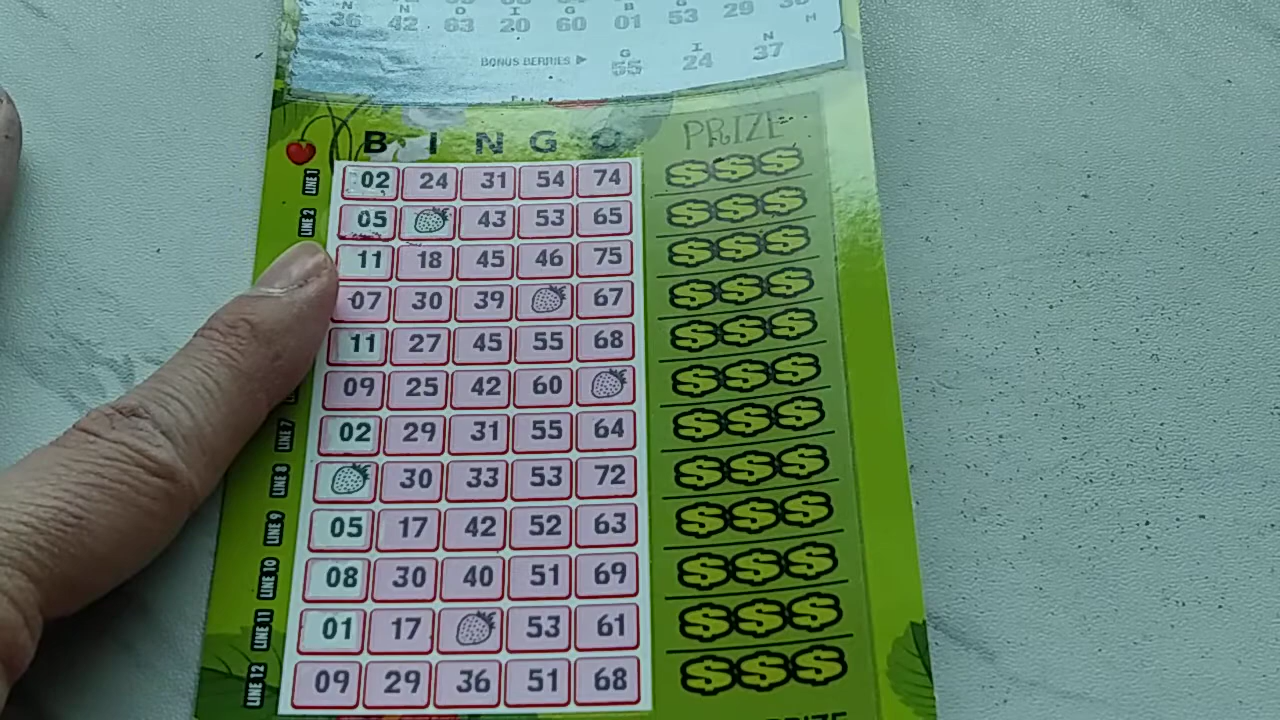 N N O I G B G
36 42 63 20 60 01 53 29
G I N
BONUS BERRIES ▶ 55 24 37
B I N G O PRIZE
LINE 1 02 24 31 54 74 $$$
LINE 2 05 43 53 65 $$$
11 18 45 46 75 $$$
07 30 39 67 $$$
11 27 45 55 68 $$$
09 25 42 60 $$$
LINE 7 02 29 31 55 64 $$$
LINE 8 30 33 53 72 $$$
LINE 9 05 17 42 52 63 $$$
LINE 10 08 30 40 51 69 $$$
LINE 11 01 17 53 61 $$$
LINE 12 09 29 36 51 68 $$$
PRIZE